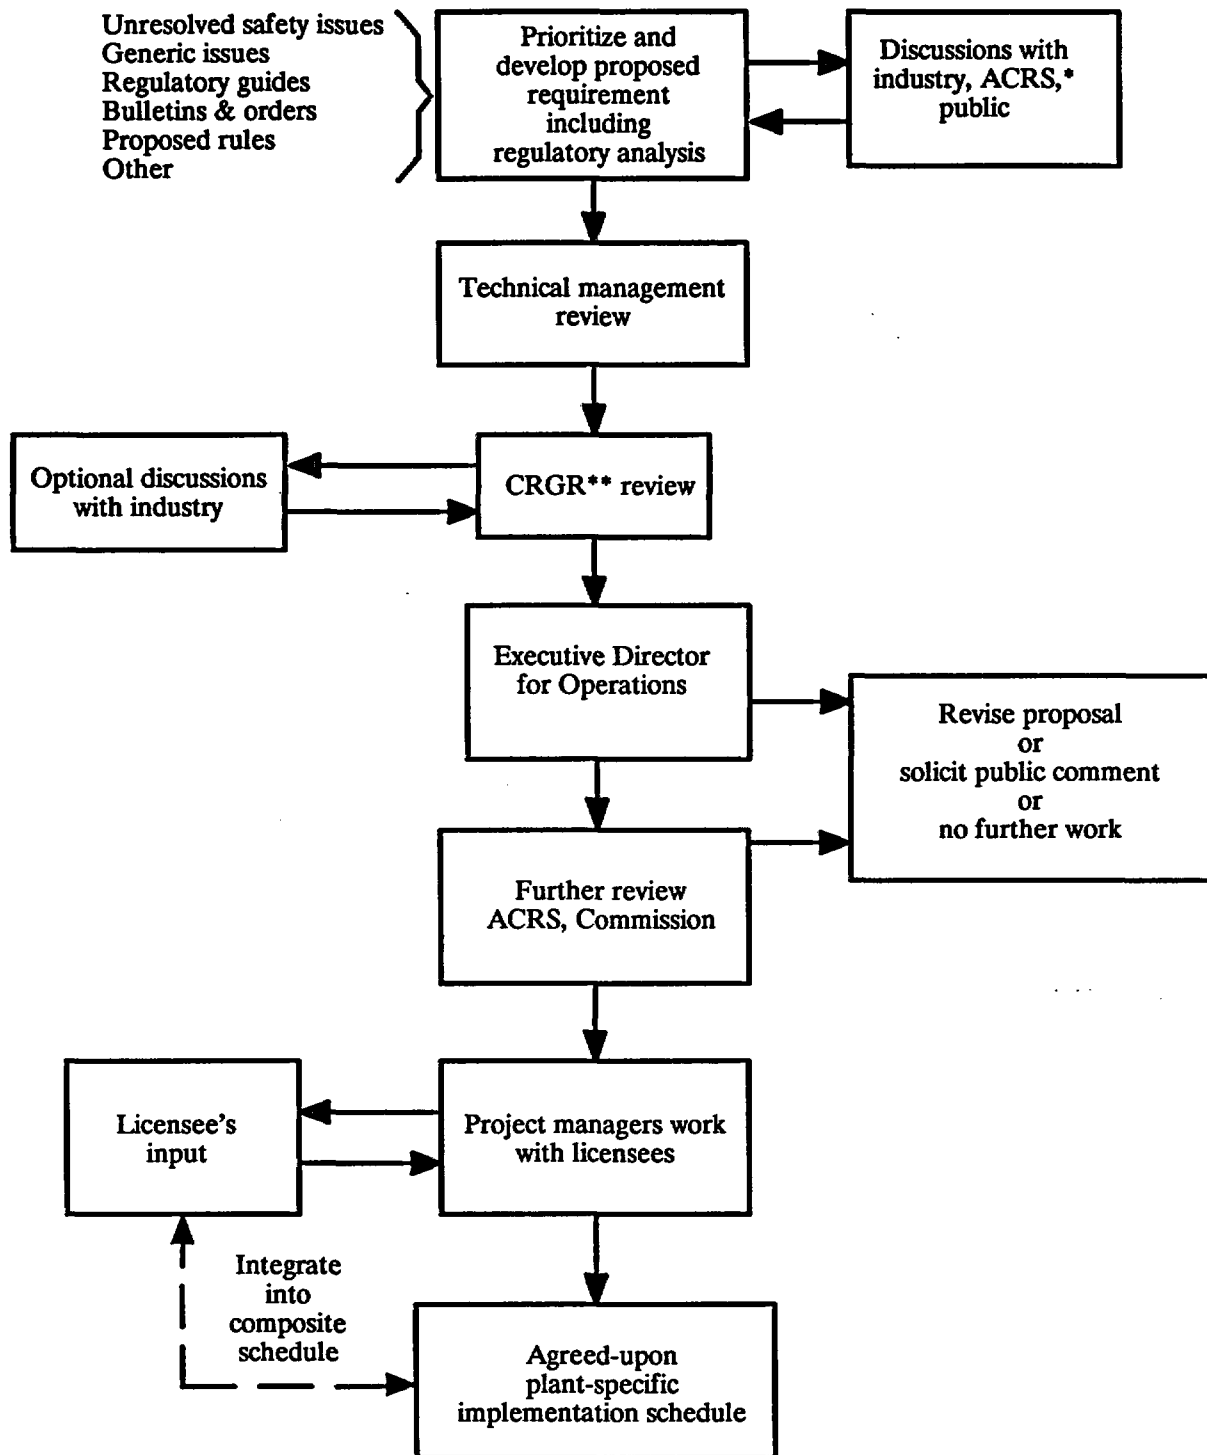 Unresolved safety issues
Generic issues
Regulatory guides
Bulletins & orders
Proposed rules
Other
Prioritize and
develop proposed
requirement
including
regulatory analysis
Discussions with
industry, ACRS,*
public
Technical management
review
Optional discussions
with industry
CRGR** review
Executive Director
for Operations
Revise proposal
or
solicit public comment
or
no further work
Further review
ACRS, Commission
Licensee's
input
Project managers work
with licensees
Integrate
into
composite
schedule
Agreed-upon
plant-specific
implementation schedule